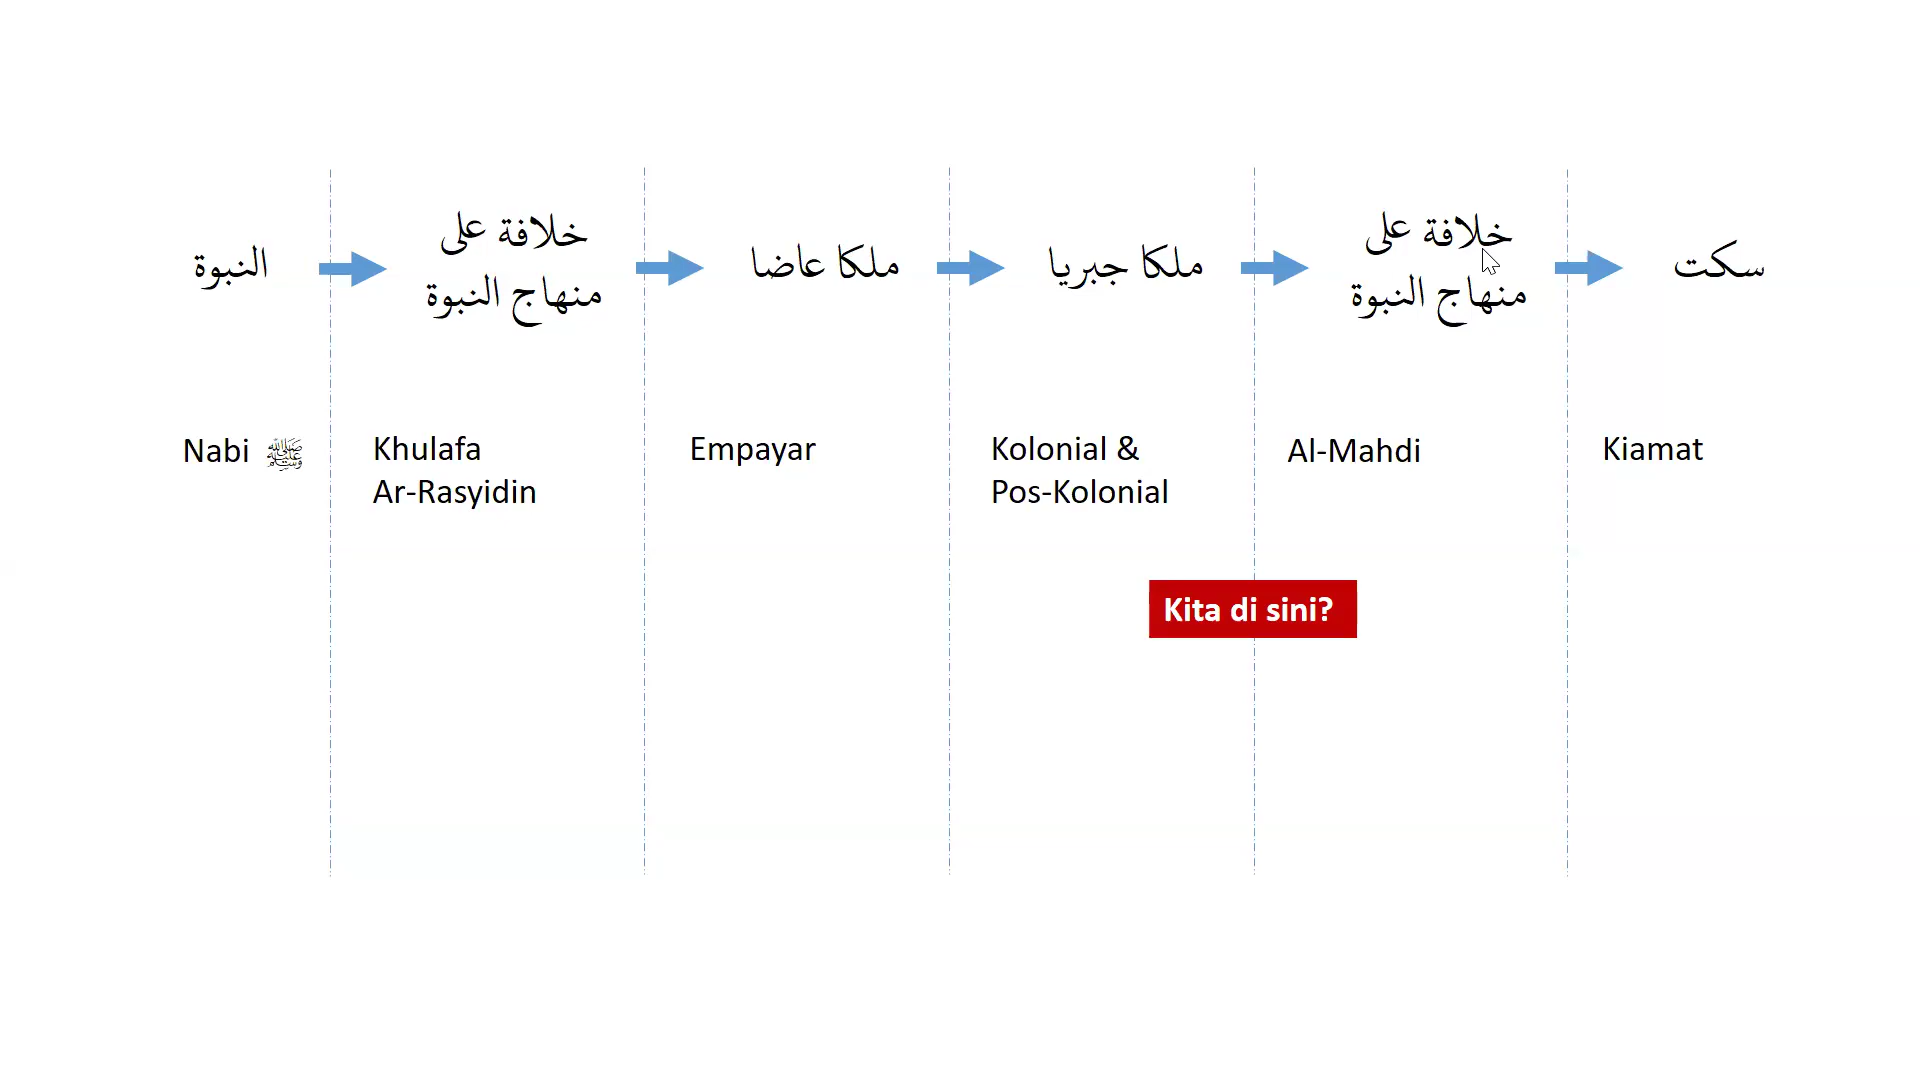 النبوة
خلافة على
منهاج النبوة
ملكا عاضا
ملكا جبريا
خلافة على
منهاج النبوة
سكت
Nabi ﷺ
Khulafa
Ar-Rasyidin
Empayar
Kolonial &
Pos-Kolonial
Al-Mahdi
Kiamat
Kita di sini?